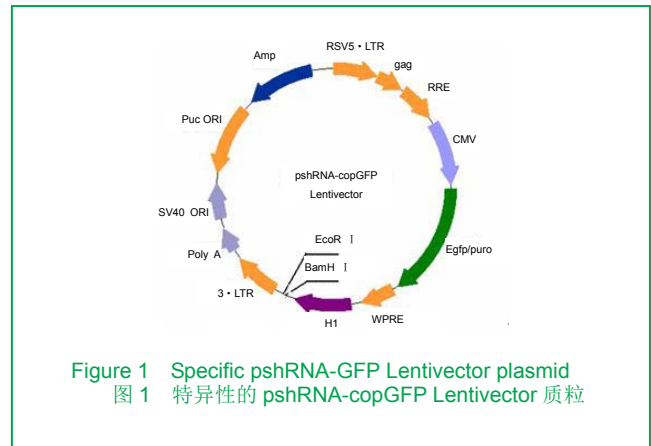 RSV5·LTR
Amp
gag
RRE
Puc ORI
CMV
pshRNA-copGFP
Lentivector
SV40 ORI
EcoR Ⅰ
Egfp/puro
Poly A
BamH Ⅰ
3·LTR
WPRE
H1
Figure 1 Specific pshRNA-GFP Lentivector plasmid
图 1 特异性的 pshRNA-copGFP Lentivector 质粒